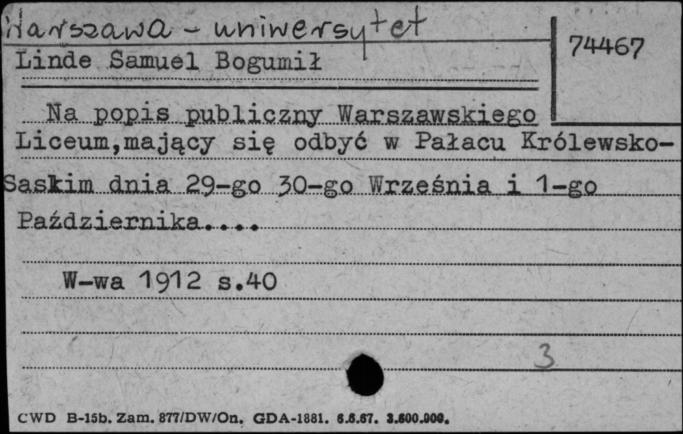 Warszawa - uniwersytet
74467
Linde Samuel Bogumił
Na popis publiczny Warszawskiego
Liceum,mający się odbyć w Pałacu Królewsko-
Saskim dnia 29-go 30-go Września i 1-go
Października....
W-wa 1912 s.40
3
CWD B-15b. Zam. 877/DW/On. GDA-1881. 6.6.67. 3.600.000.